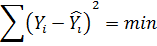 ∑(Yᵢ − Ŷᵢ)² = min